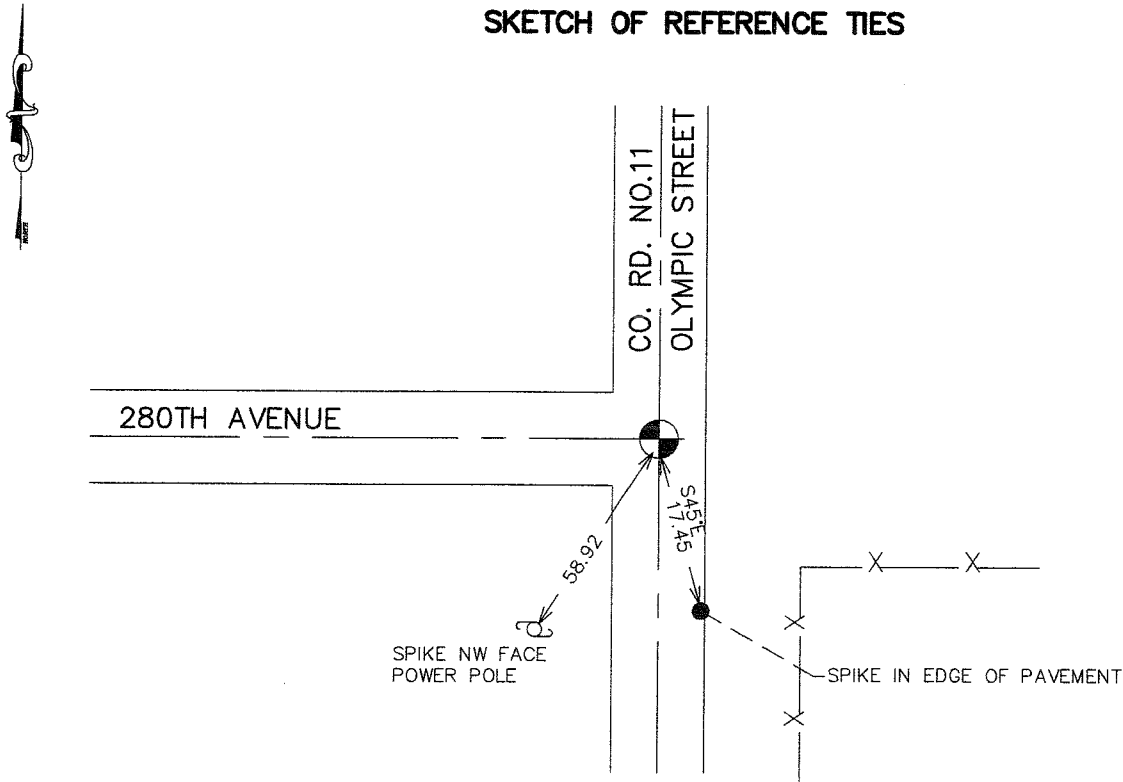 SKETCH OF REFERENCE TIES
NORTH
CO. RD. NO.11
OLYMPIC STREET
280TH AVENUE
S45°E
17.45
58.92
SPIKE NW FACE
POWER POLE
SPIKE IN EDGE OF PAVEMENT